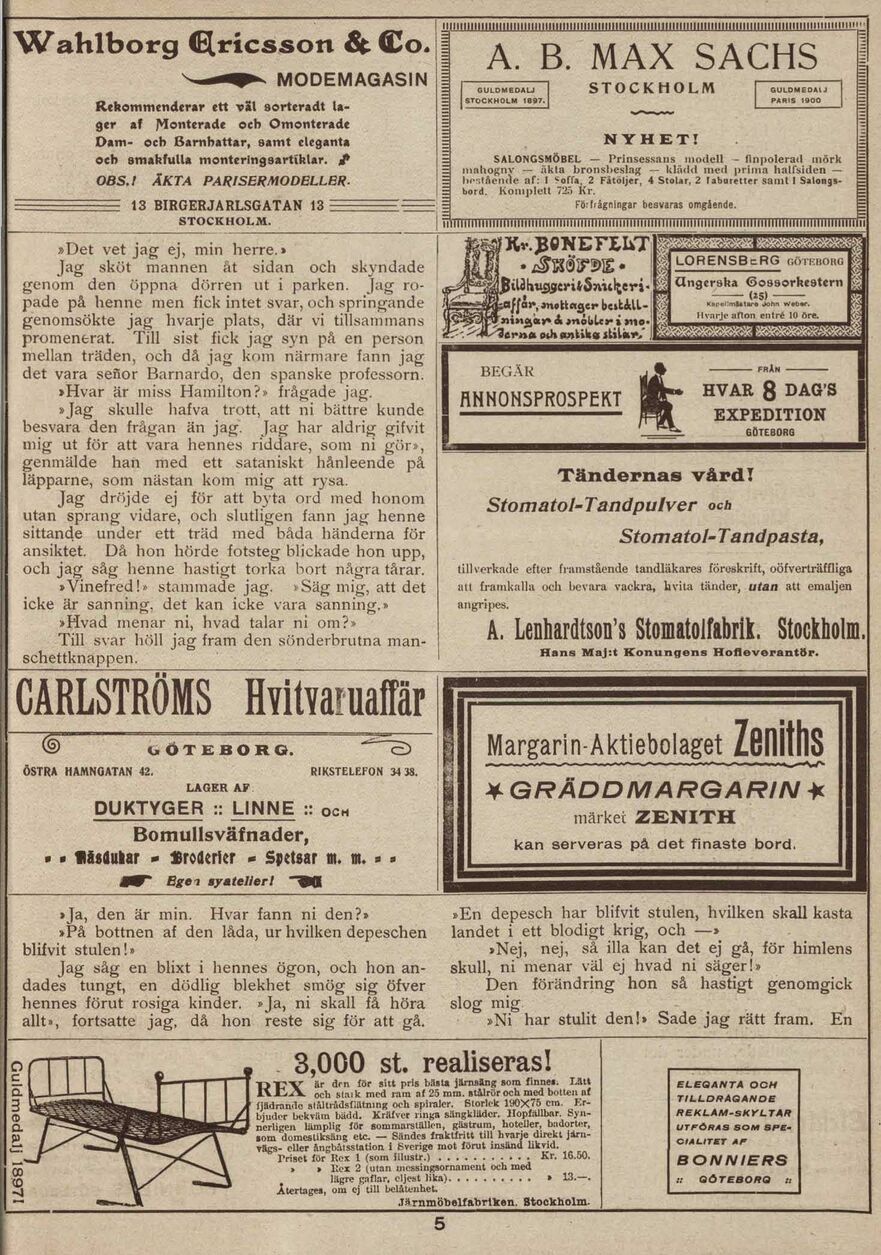 Wahlborg Ericsson & Co.
MODEMAGASIN
Rekommenderar ett väl sorteradt la-
ger af Monterade och Omonterade
Dam- och Barnhattar, samt eleganta
och smakfulla monteringsartiklar.
OBS.! ÄKTA PARISERMODELLER.
13 BIRGERJARLSGATAN 13
STOCKHOLM.
A. B. MAX SACHS
GULDMEDALJ
STOCKHOLM 1897.
STOCKHOLM
GULDMEDALJ
PARIS 1900
NYHET!
SALONGSMÖBEL — Prinsessans modell — finpolerad mörk
mahogny — äkta bronsbeslag — klädd med prima halfsiden —
bestående af: 1 Soffa, 2 Fåtöljer, 4 Stolar, 2 Taburetter samt 1 Salongs-
bord. Komplett 725 Kr.
Förfrågningar besvaras omgående.
»Det vet jag ej, min herre.»
Jag sköt mannen åt sidan och skyndade
genom den öppna dörren ut i parken. Jag ro-
pade på henne men fick intet svar, och springande
genomsökte jag hvarje plats, där vi tillsammans
promenerat. Till sist fick jag syn på en person
mellan träden, och då jag kom närmare fann jag
det vara señor Barnardo, den spanske professorn.
»Hvar är miss Hamilton?» frågade jag.
»Jag skulle hafva trott, att ni bättre kunde
besvara den frågan än jag. Jag har aldrig gifvit
mig ut för att vara hennes riddare, som ni gör»,
genmälde han med ett sataniskt hånleende på
läpparne, som nästan kom mig att rysa.
Jag dröjde ej för att byta ord med honom
utan sprang vidare, och slutligen fann jag henne
sittande under ett träd med båda händerna för
ansiktet. Då hon hörde fotsteg blickade hon upp,
och jag såg henne hastigt torka bort några tårar.
»Vinefred!» stammade jag. »Säg mig, att det
icke är sanning, det kan icke vara sanning.»
»Hvad menar ni, hvad talar ni om?»
Till svar höll jag fram den sönderbrutna man-
schettknappen.
Kr. BENEFELDT
SKÖFDE
Bildhuggeri & Snickeri-
affär, mottager beställ-
ningar å möbler i mo-
derna och antika stilar.
LORENSBERG GÖTEBORG
Ungerska Gossorkestern
(25)
Kapellmästare John Weber.
Hvarje afton entré 10 öre.
BEGÄR
ANNONSPROSPEKT
FRÅN
HVAR 8 DAG'S
EXPEDITION
GÖTEBORG
Tändernas vård!
Stomatol-Tandpulver och
Stomatol-Tandpasta,
tillverkade efter framstående tandläkares föreskrift, oöfverträffliga
att framkalla och bevara vackra, hvita tänder, utan att emaljen
angripes.
A. Lenhardtson's Stomatolfabrik. Stockholm.
Hans Maj:t Konungens Hofleverantör.
CARLSTRÖMS Hvitvaruaffär
GÖTEBORG.
ÖSTRA HAMNGATAN 42. RIKSTELEFON 34 38.
LAGER AF
DUKTYGER :: LINNE :: OCH
Bomullsväfnader,
Näsdukar - Broderier - Spetsar m. m.
Egen syatelier!
Margarin-Aktiebolaget Zeniths
GRÄDDMARGARIN
märket ZENITH
kan serveras på det finaste bord.
»Ja, den är min. Hvar fann ni den?»
»På bottnen af den låda, ur hvilken depeschen
blifvit stulen!»
Jag såg en blixt i hennes ögon, och hon an-
dades tungt, en dödlig blekhet smög sig öfver
hennes förut rosiga kinder. »Ja, ni skall få höra
allt», fortsatte jag, då hon reste sig för att gå.
»En depesch har blifvit stulen, hvilken skall kasta
landet i ett blodigt krig, och —»
»Nej, nej, så illa kan det ej gå, för himlens
skull, ni menar väl ej hvad ni säger!»
Den förändring hon så hastigt genomgick
slog mig.
»Ni har stulit den!» Sade jag rätt fram. En
Guldmedalj 1897!
3,000 st. realiseras!
REX är den för sitt pris bästa järnsäng som finnes. Lätt
och stark med ram af 25 mm. stålrör och med botten af
fjädrande ståltrådsflätning och spiraler. Storlek 190×75 cm. Er-
bjuder bekväm bädd. Kräfver ringa sängkläder. Hopfällbar. Syn-
nerligen lämplig för sommarställen, gästrum, hoteller, badorter,
som domestiksäng etc. — Sändes fraktfritt till hvarje direkt järn-
vägs- eller ångbåtsstation i Sverige mot förut insänd likvid.
Priset för Rex 1 (som illustr.) . . . . . . . . . . Kr. 16.50.
» » Rex 2 (utan messingsornament och med
lägre gaflar, eljest lika) . . . . . . . . . » 13.—.
Återtages, om ej till belåtenhet.
Järnmöbelfabriken. Stockholm.
ELEGANTA OCH
TILLDRAGANDE
REKLAM-SKYLTAR
UTFÖRAS SOM SPE-
CIALITET AF
BONNIERS
:: GÖTEBORG ::
5